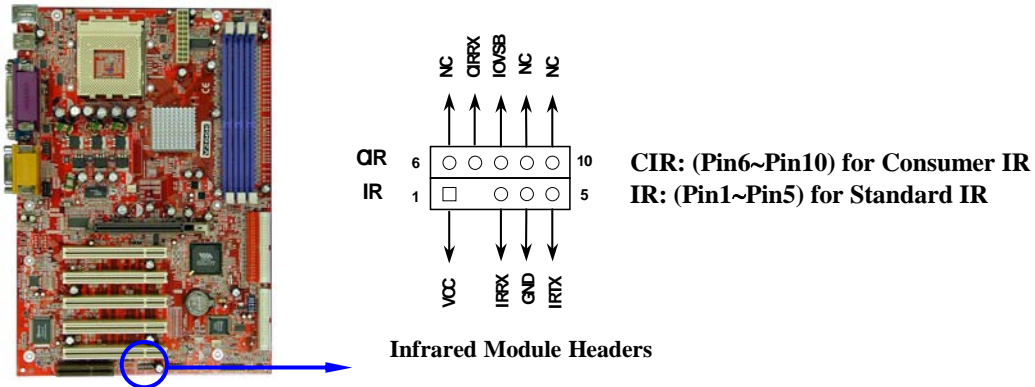 NC CIRRX IOVSB NC NC
CIR 6 10
IR 1 5
VCC IRRX GND IRTX
CIR: (Pin6~Pin10) for Consumer IR
IR: (Pin1~Pin5) for Standard IR
Infrared Module Headers